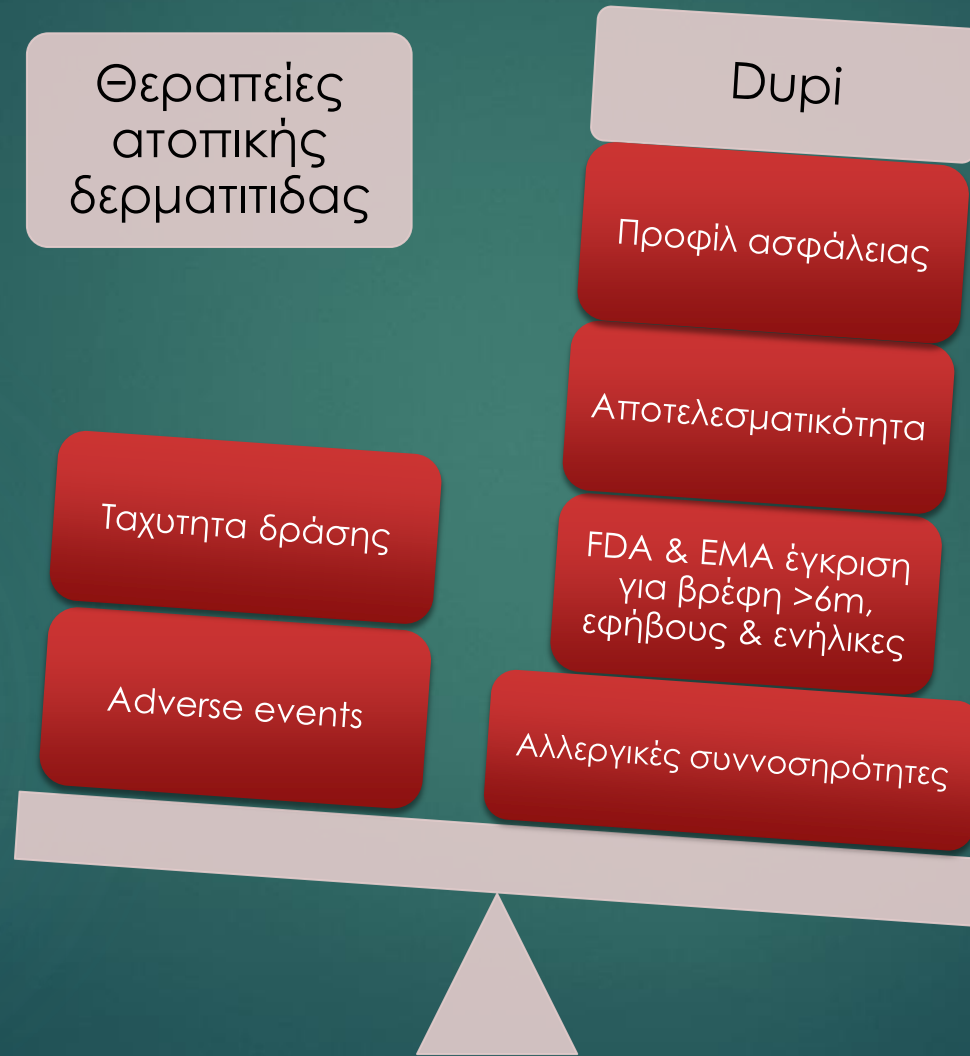 Θεραπείες
ατοπικής
δερματιτιδας
Ταχυτητα δράσης
Adverse events
Dupi
Προφίλ ασφάλειας
Αποτελεσματικότητα
FDA & EMA έγκριση
για βρέφη >6m,
εφήβους & ενήλικες
Αλλεργικές συννοσηρότητες